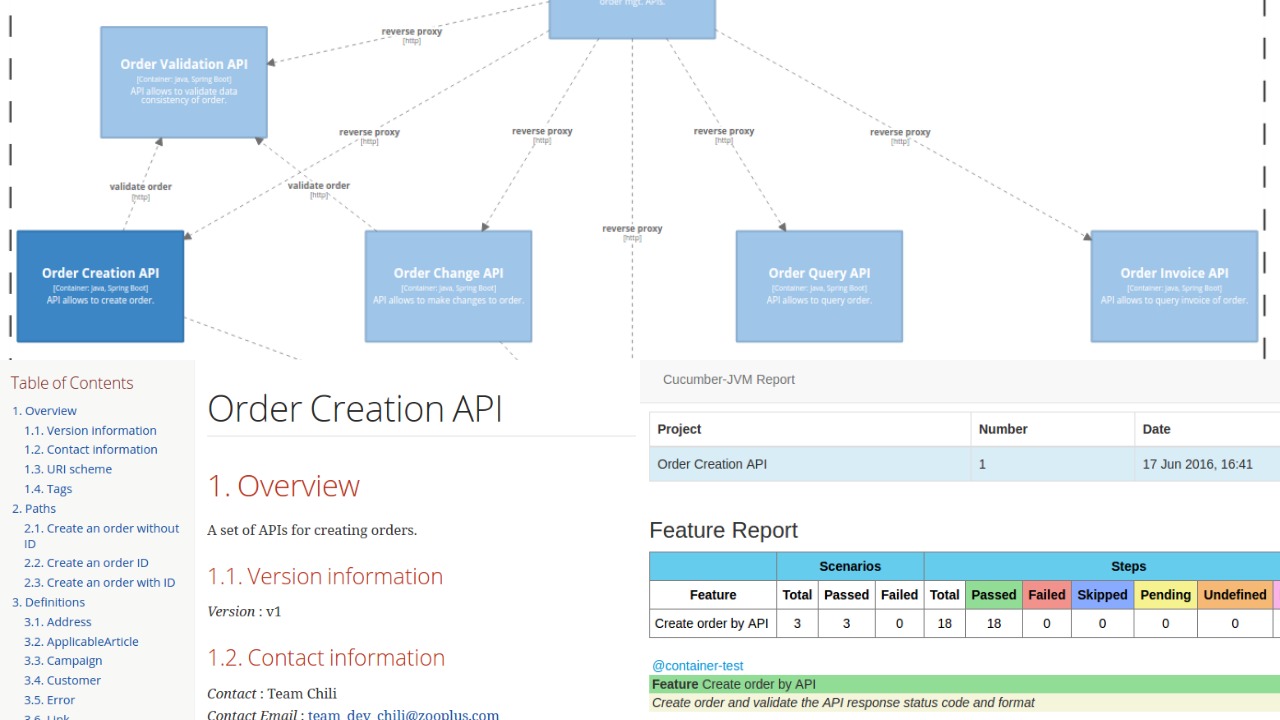 order mgt. APIs.
reverse proxy
[http]
Order Validation API
[Container: Java, Spring Boot]
API allows to validate data
consistency of order.
reverse proxy
[http]
reverse proxy
[http]
reverse proxy
[http]
reverse proxy
[http]
validate order
[http]
validate order
[http]
reverse proxy
[http]
Order Creation API
[Container: Java, Spring Boot]
API allows to create order.
Order Change API
[Container: Java, Spring Boot]
API allows to make changes to order.
Order Query API
[Container: Java, Spring Boot]
API allows to query order.
Order Invoice API
[Container: Java, Spring Boot]
API allows to query invoice of order.
Table of Contents
1. Overview
1.1. Version information
1.2. Contact information
1.3. URI scheme
1.4. Tags
2. Paths
2.1. Create an order without
ID
2.2. Create an order ID
2.3. Create an order with ID
3. Definitions
3.1. Address
3.2. ApplicableArticle
3.3. Campaign
3.4. Customer
3.5. Error
3.6. Link
Order Creation API
1. Overview
A set of APIs for creating orders.
1.1. Version information
Version : v1
1.2. Contact information
Contact : Team Chili
Contact Email : team_dev_chili@zooplus.com
Cucumber-JVM Report
Project Number Date
Order Creation API 1 17 Jun 2016, 16:41
Feature Report
Scenarios Steps
Feature Total Passed Failed Total Passed Failed Skipped Pending Undefined
Create order by API 3 3 0 18 18 0 0 0 0
@container-test
Feature Create order by API
Create order and validate the API response status code and format